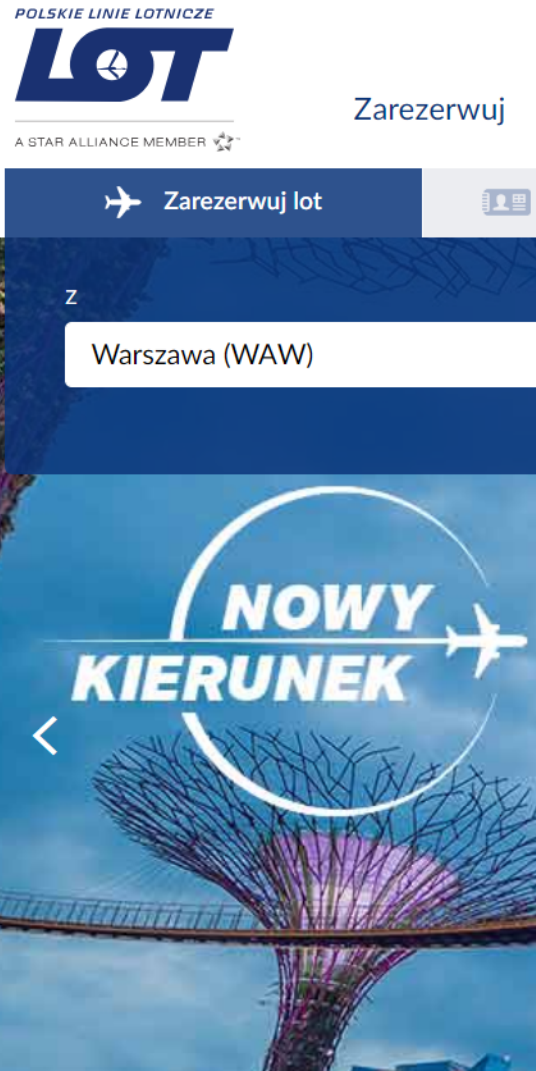 POLSKIE LINIE LOTNICZE
LOT
A STAR ALLIANCE MEMBER
Zarezerwuj
Zarezerwuj lot
Z
Warszawa (WAW)
NOWY
KIERUNEK